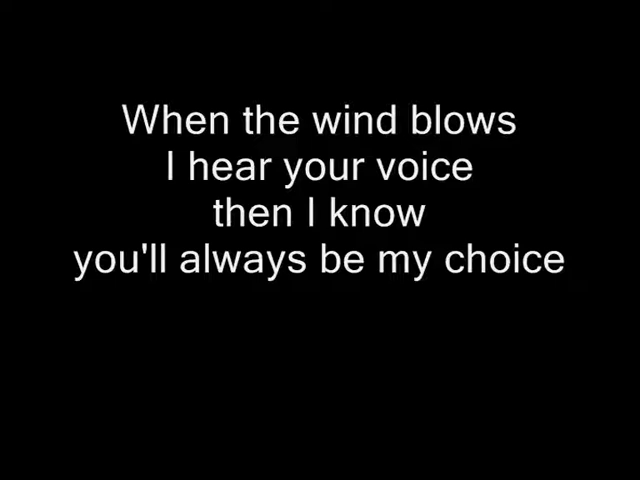 When the wind blows
I hear your voice
then I know
you'll always be my choice